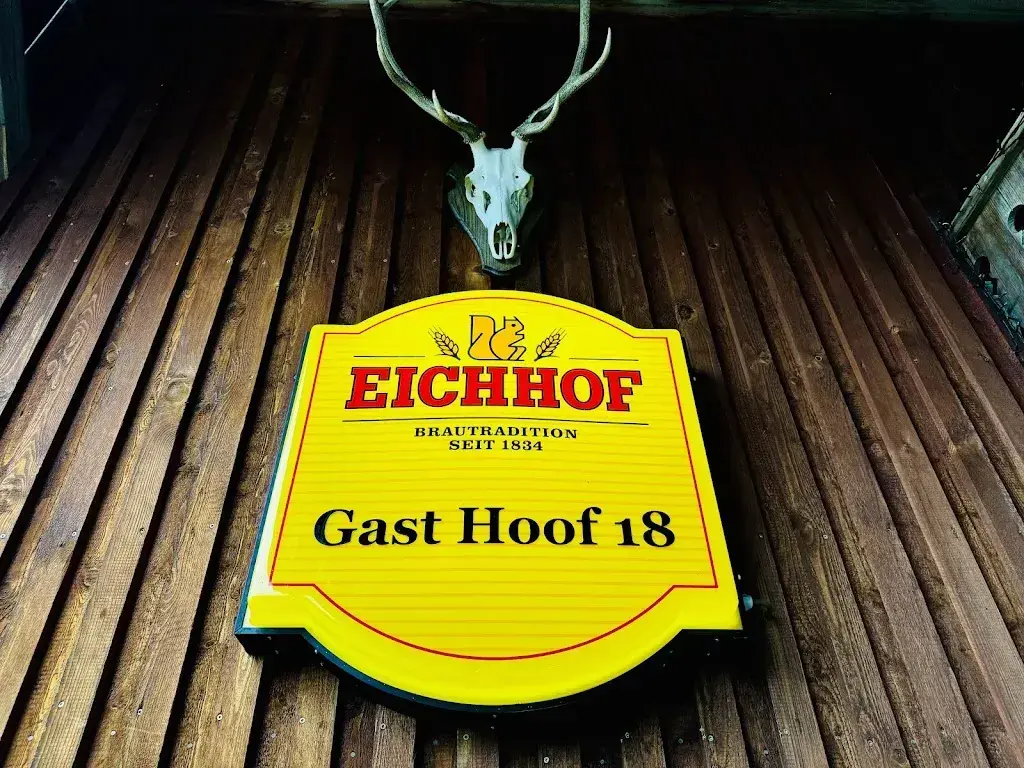 EICHHOF
BRAUTRADITION
SEIT 1834
Gast Hoof 18